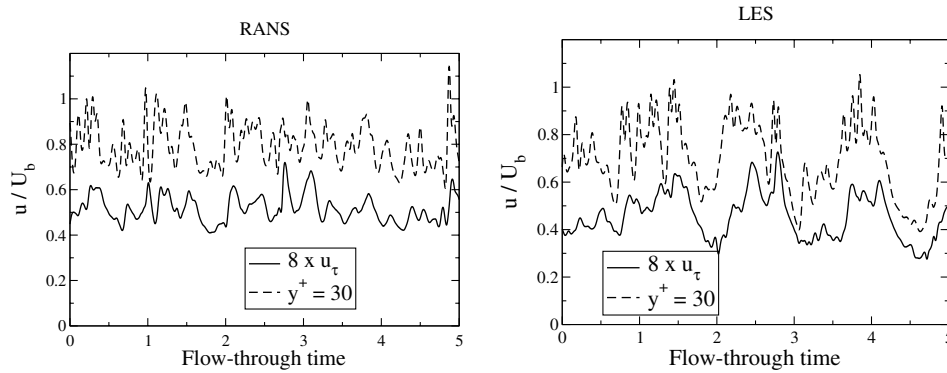 RANS
u / U_b
1
0.8
0.6
0.4
0.2
0
0 1 2 3 4 5
Flow-through time
8 x u_τ
y^+ = 30
LES
u / U_b
1
0.8
0.6
0.4
0.2
0
0 1 2 3 4 5
Flow-through time
8 x u_τ
y^+ = 30